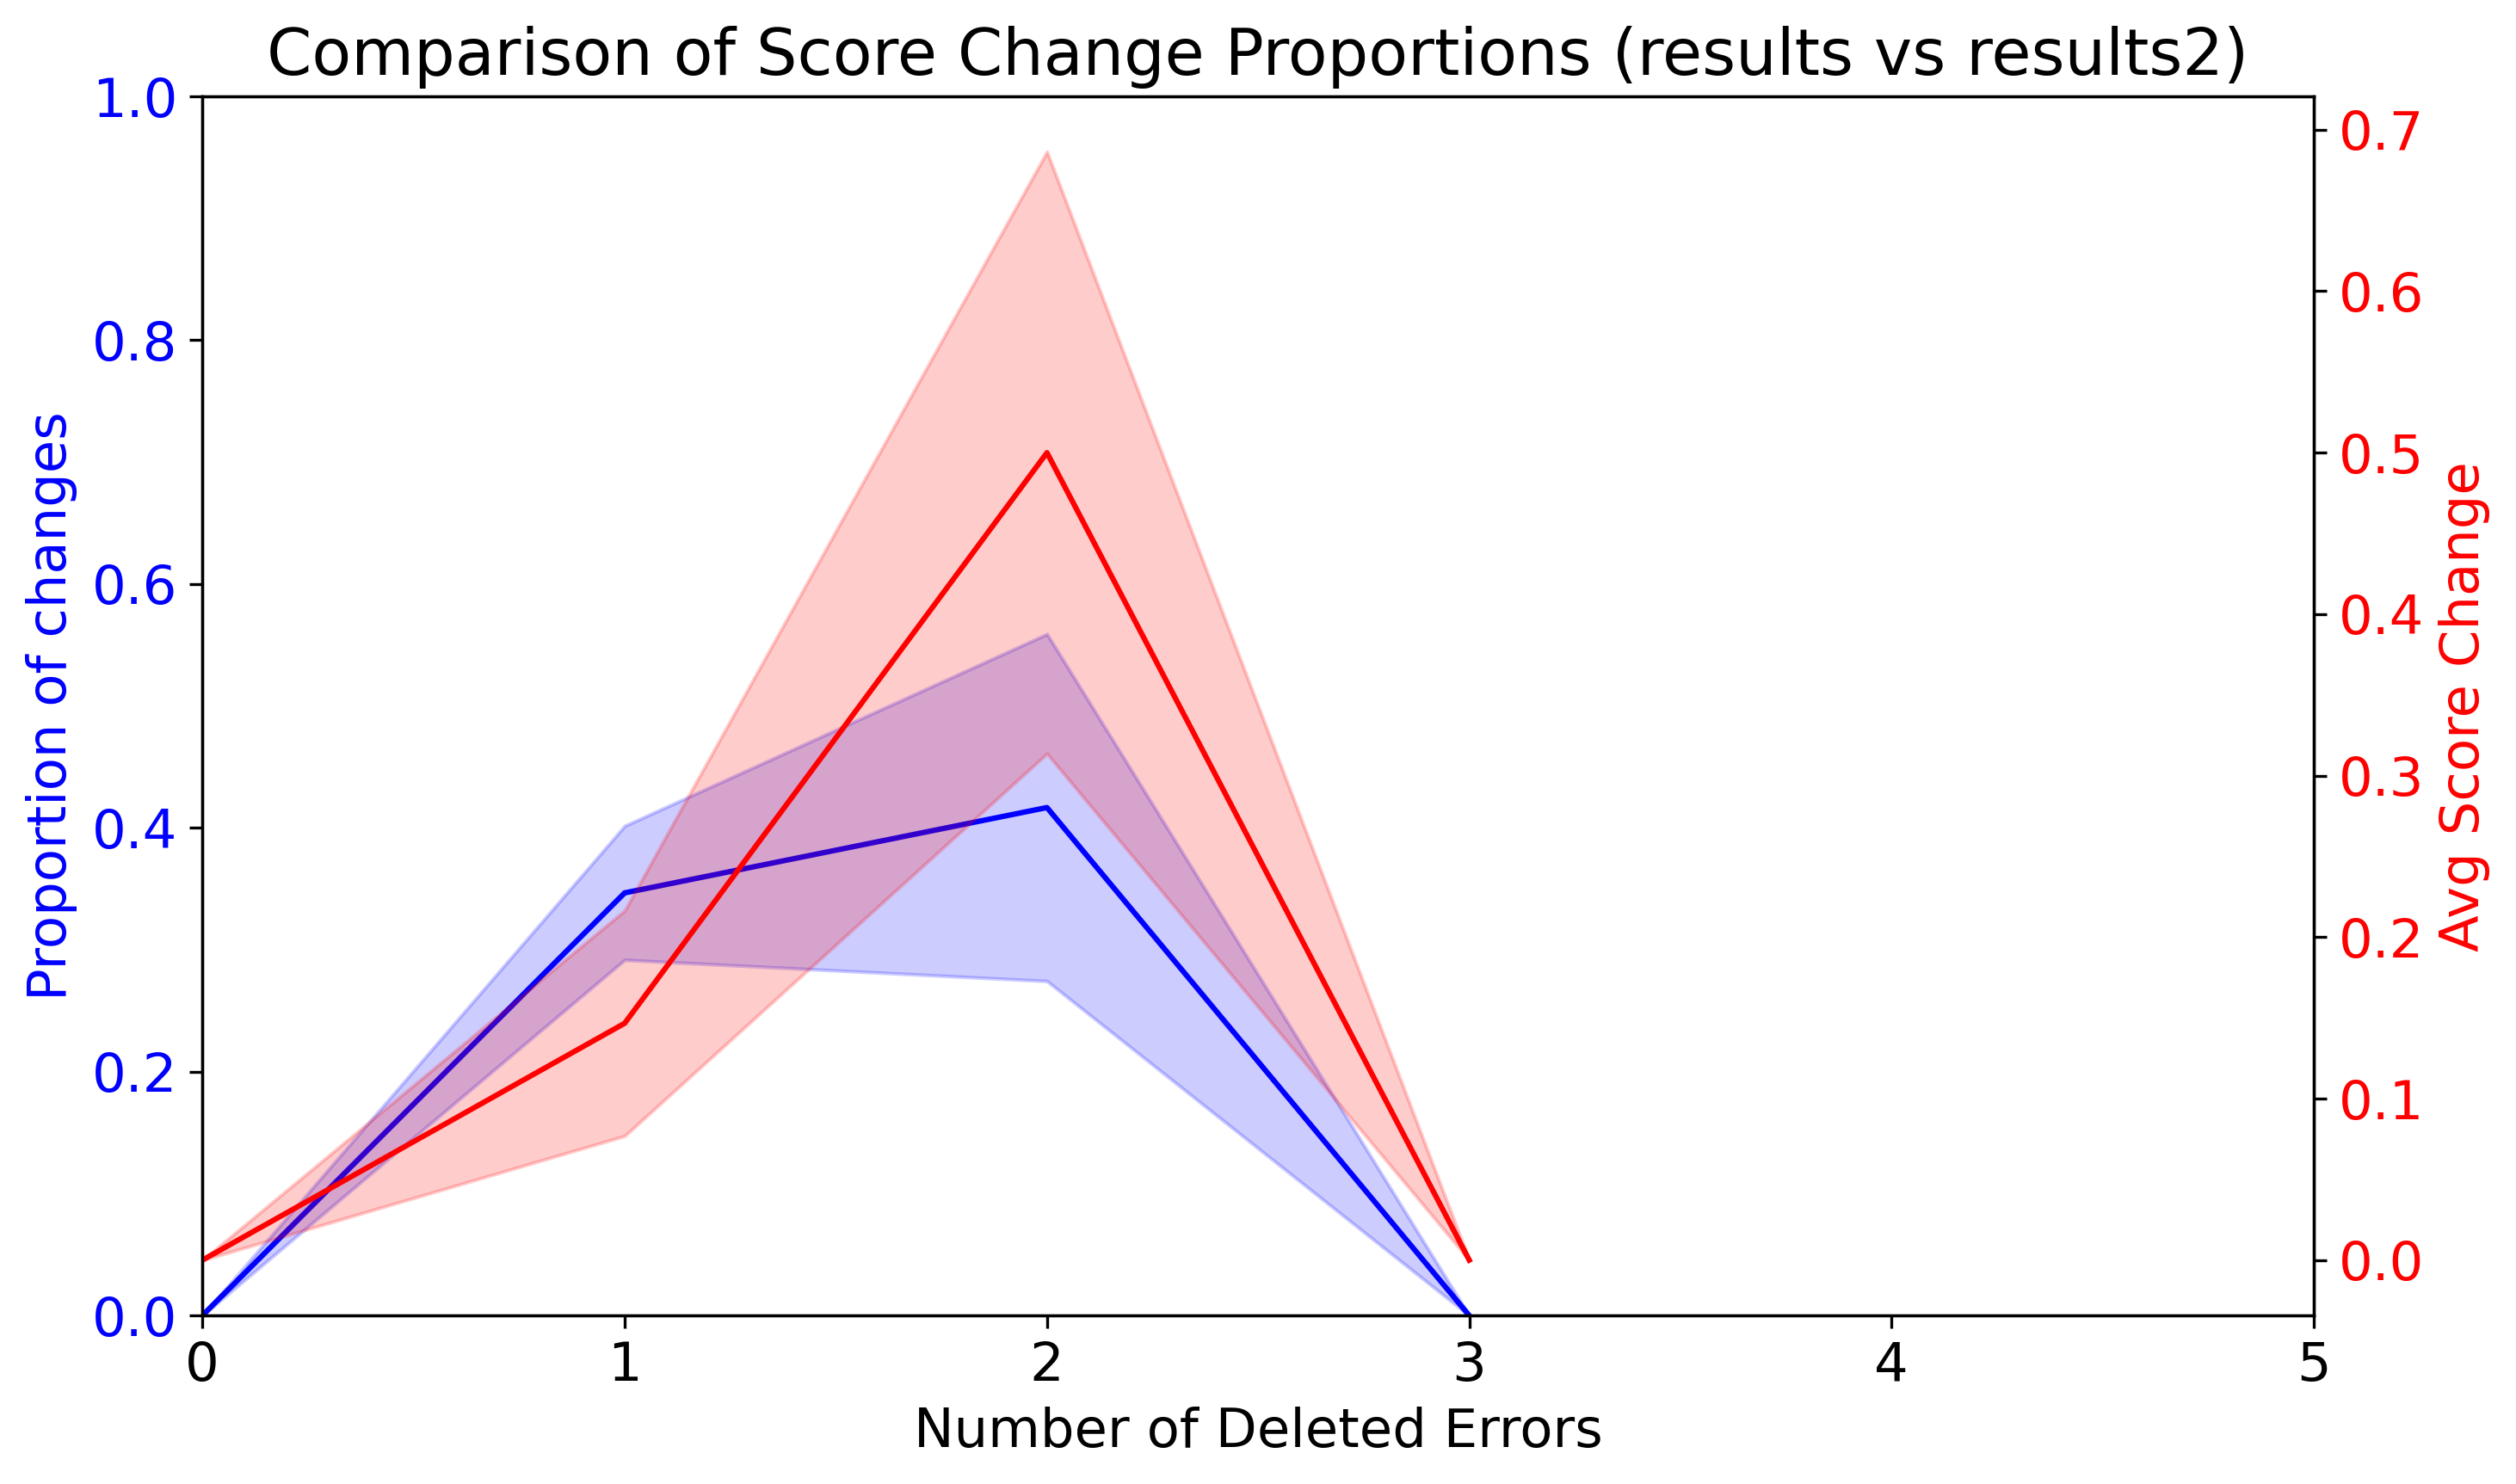 Comparison of Score Change Proportions (results vs results2)
Proportion of changes
1.0
0.8
0.6
0.4
0.2
0.0
0.7
0.6
0.5
0.4
0.3
0.2
0.1
0.0
Avg Score Change
0 1 2 3 4 5
Number of Deleted Errors